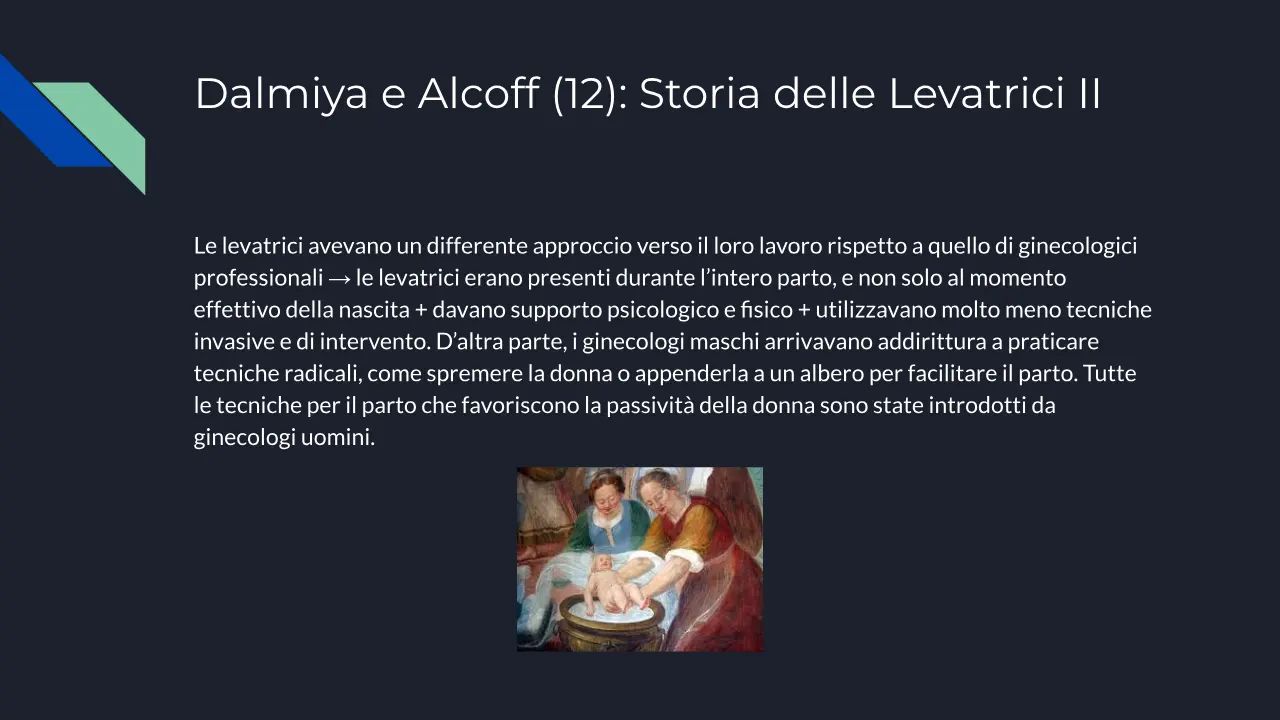 Dalmiya e Alcoff (12): Storia delle Levatrici II
Le levatrici avevano un differente approccio verso il loro lavoro rispetto a quello di ginecologici
professionali → le levatrici erano presenti durante l’intero parto, e non solo al momento
effettivo della nascita + davano supporto psicologico e fisico + utilizzavano molto meno tecniche
invasive e di intervento. D’altra parte, i ginecologi maschi arrivavano addirittura a praticare
tecniche radicali, come spremere la donna o appenderla a un albero per facilitare il parto. Tutte
le tecniche per il parto che favoriscono la passività della donna sono state introdotti da
ginecologi uomini.